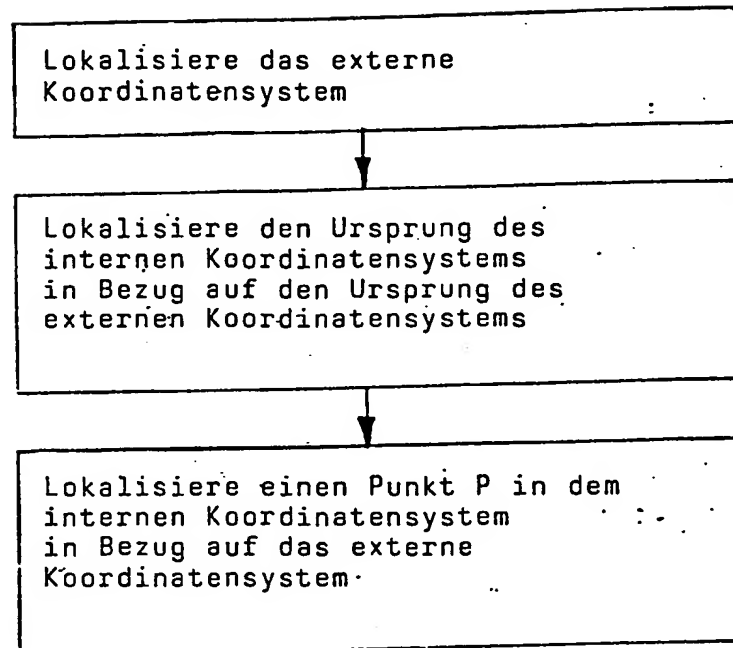 Lokalisiere das externe
Koordinatensystem
Lokalisiere den Ursprung des
internen Koordinatensystems
in Bezug auf den Ursprung des
externen Koordinatensystems
Lokalisiere einen Punkt P in dem
internen Koordinatensystem
in Bezug auf das externe
Koordinatensystem